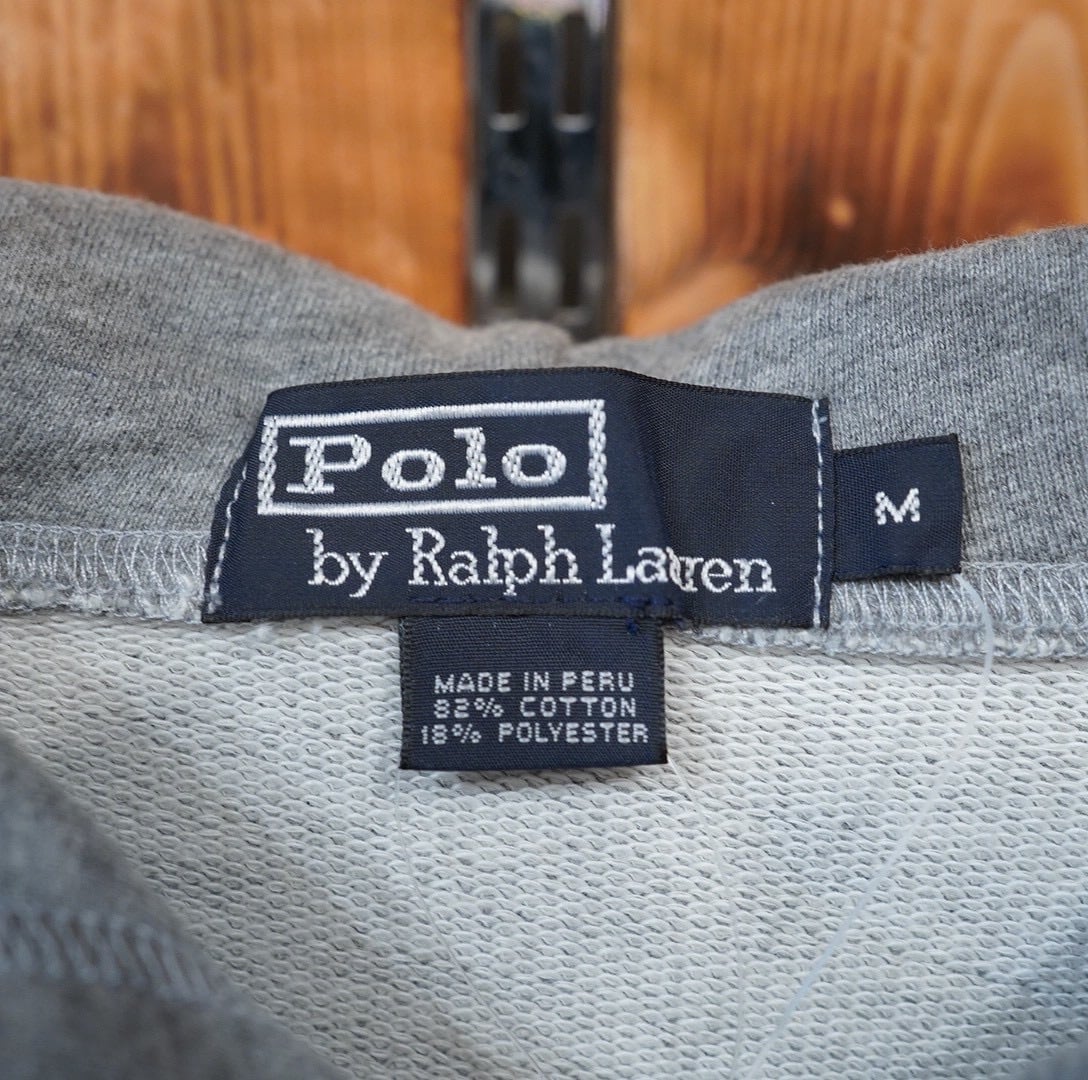 Polo
by Ralph Lauren
M
MADE IN PERU
82% COTTON
18% POLYESTER